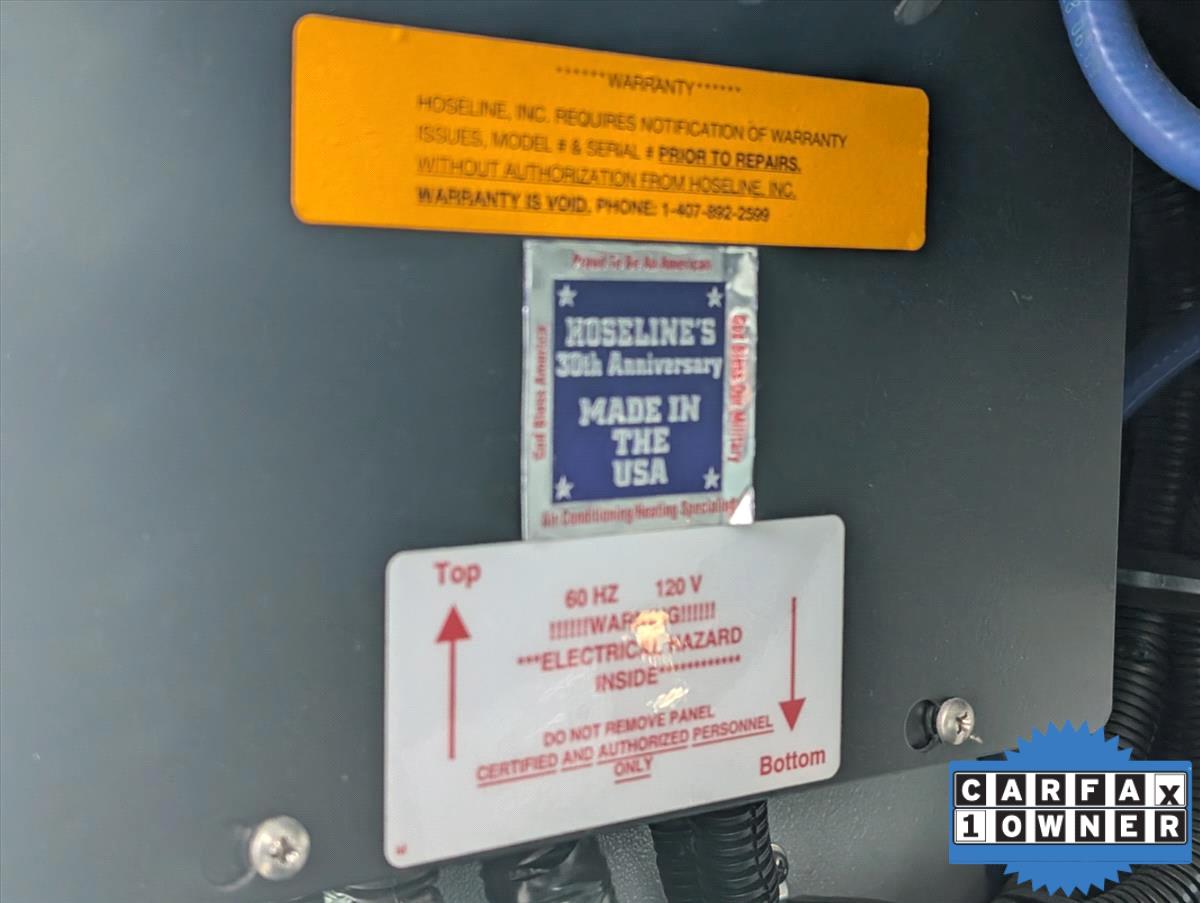 ******WARRANTY******
HOSELINE, INC. REQUIRES NOTIFICATION OF WARRANTY
ISSUES, MODEL # & SERIAL # PRIOR TO REPAIRS.
WITHOUT AUTHORIZATION FROM HOSELINE, INC.
WARRANTY IS VOID. PHONE: 1-407-892-2599
Proud To Be An American
God Bless America
HOSELINE'S
30th Anniversary
MADE IN
THE
USA
God Bless Our Military
Air Conditioning/Heating Specialists
Top
60 HZ 120 V
!!!!!!WARNING!!!!!!
***ELECTRICAL HAZARD
INSIDE************
DO NOT REMOVE PANEL
CERTIFIED AND AUTHORIZED PERSONNEL
ONLY
Bottom
CARFAX
1 OWNER